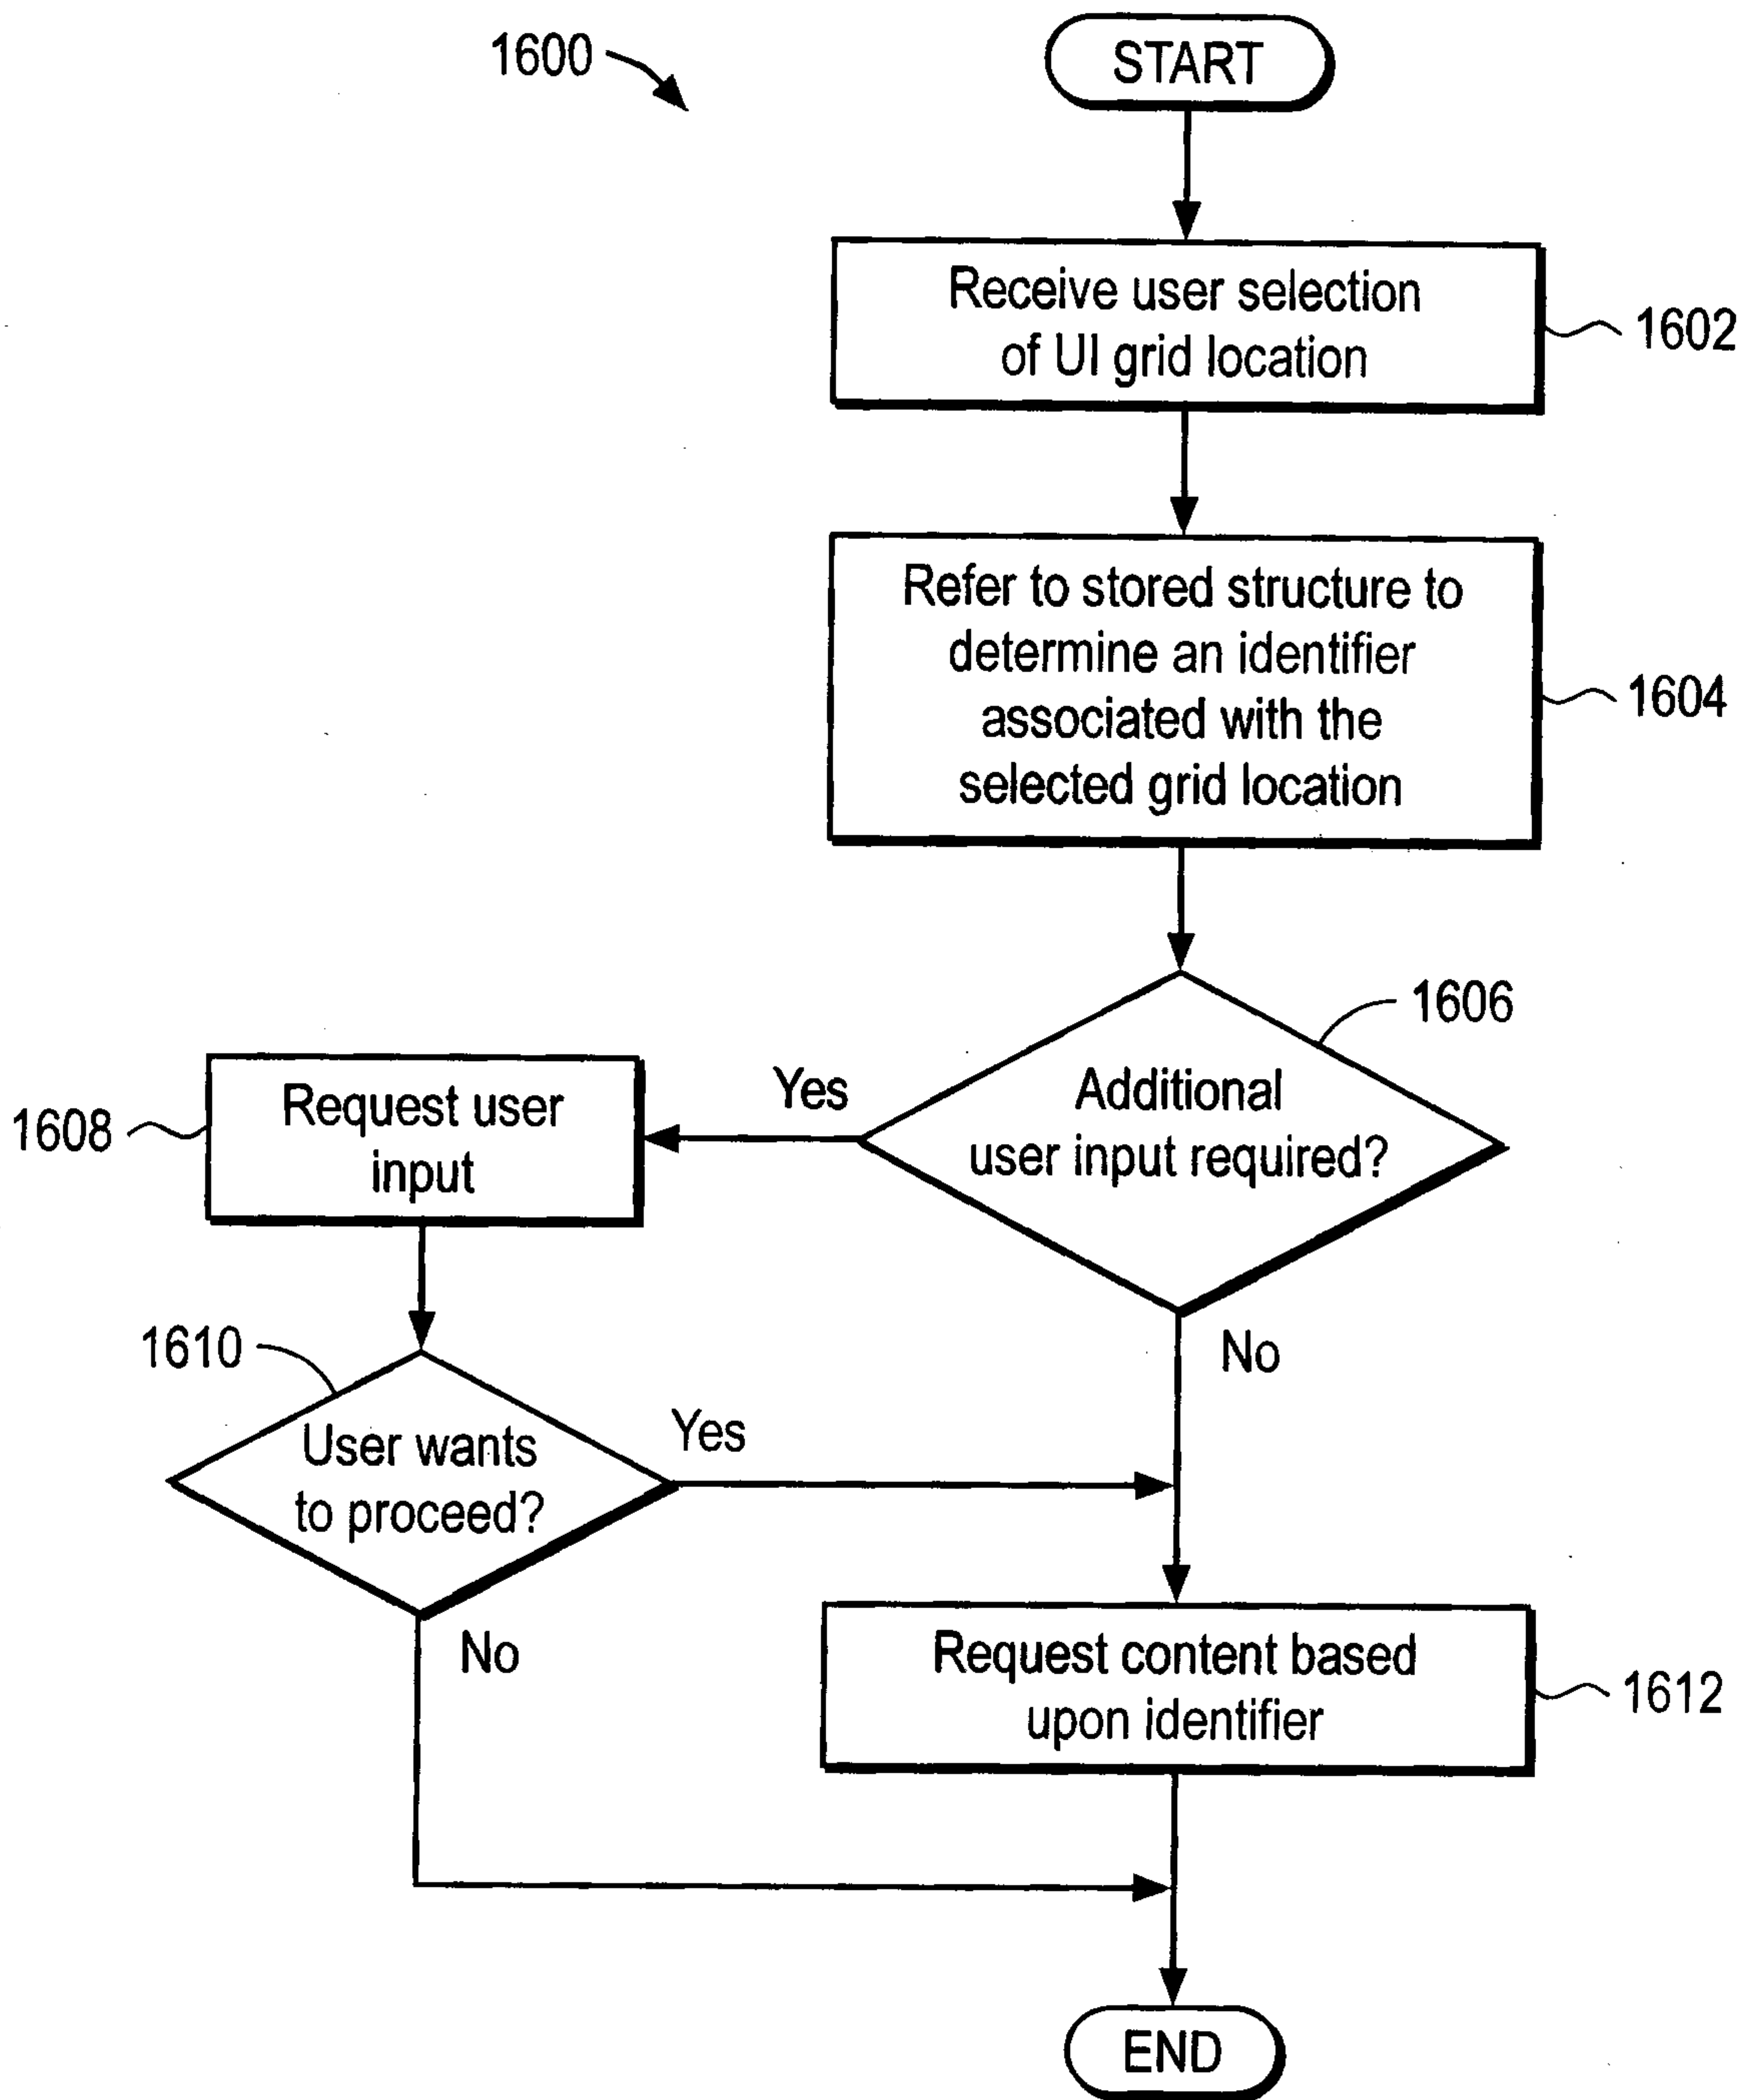 1600
START
Receive user selection
of UI grid location
1602
Refer to stored structure to
determine an identifier
associated with the
selected grid location
1604
1606
Additional
user input required?
Yes
No
1608
Request user
input
1610
User wants
to proceed?
Yes
No
Request content based
upon identifier
1612
END